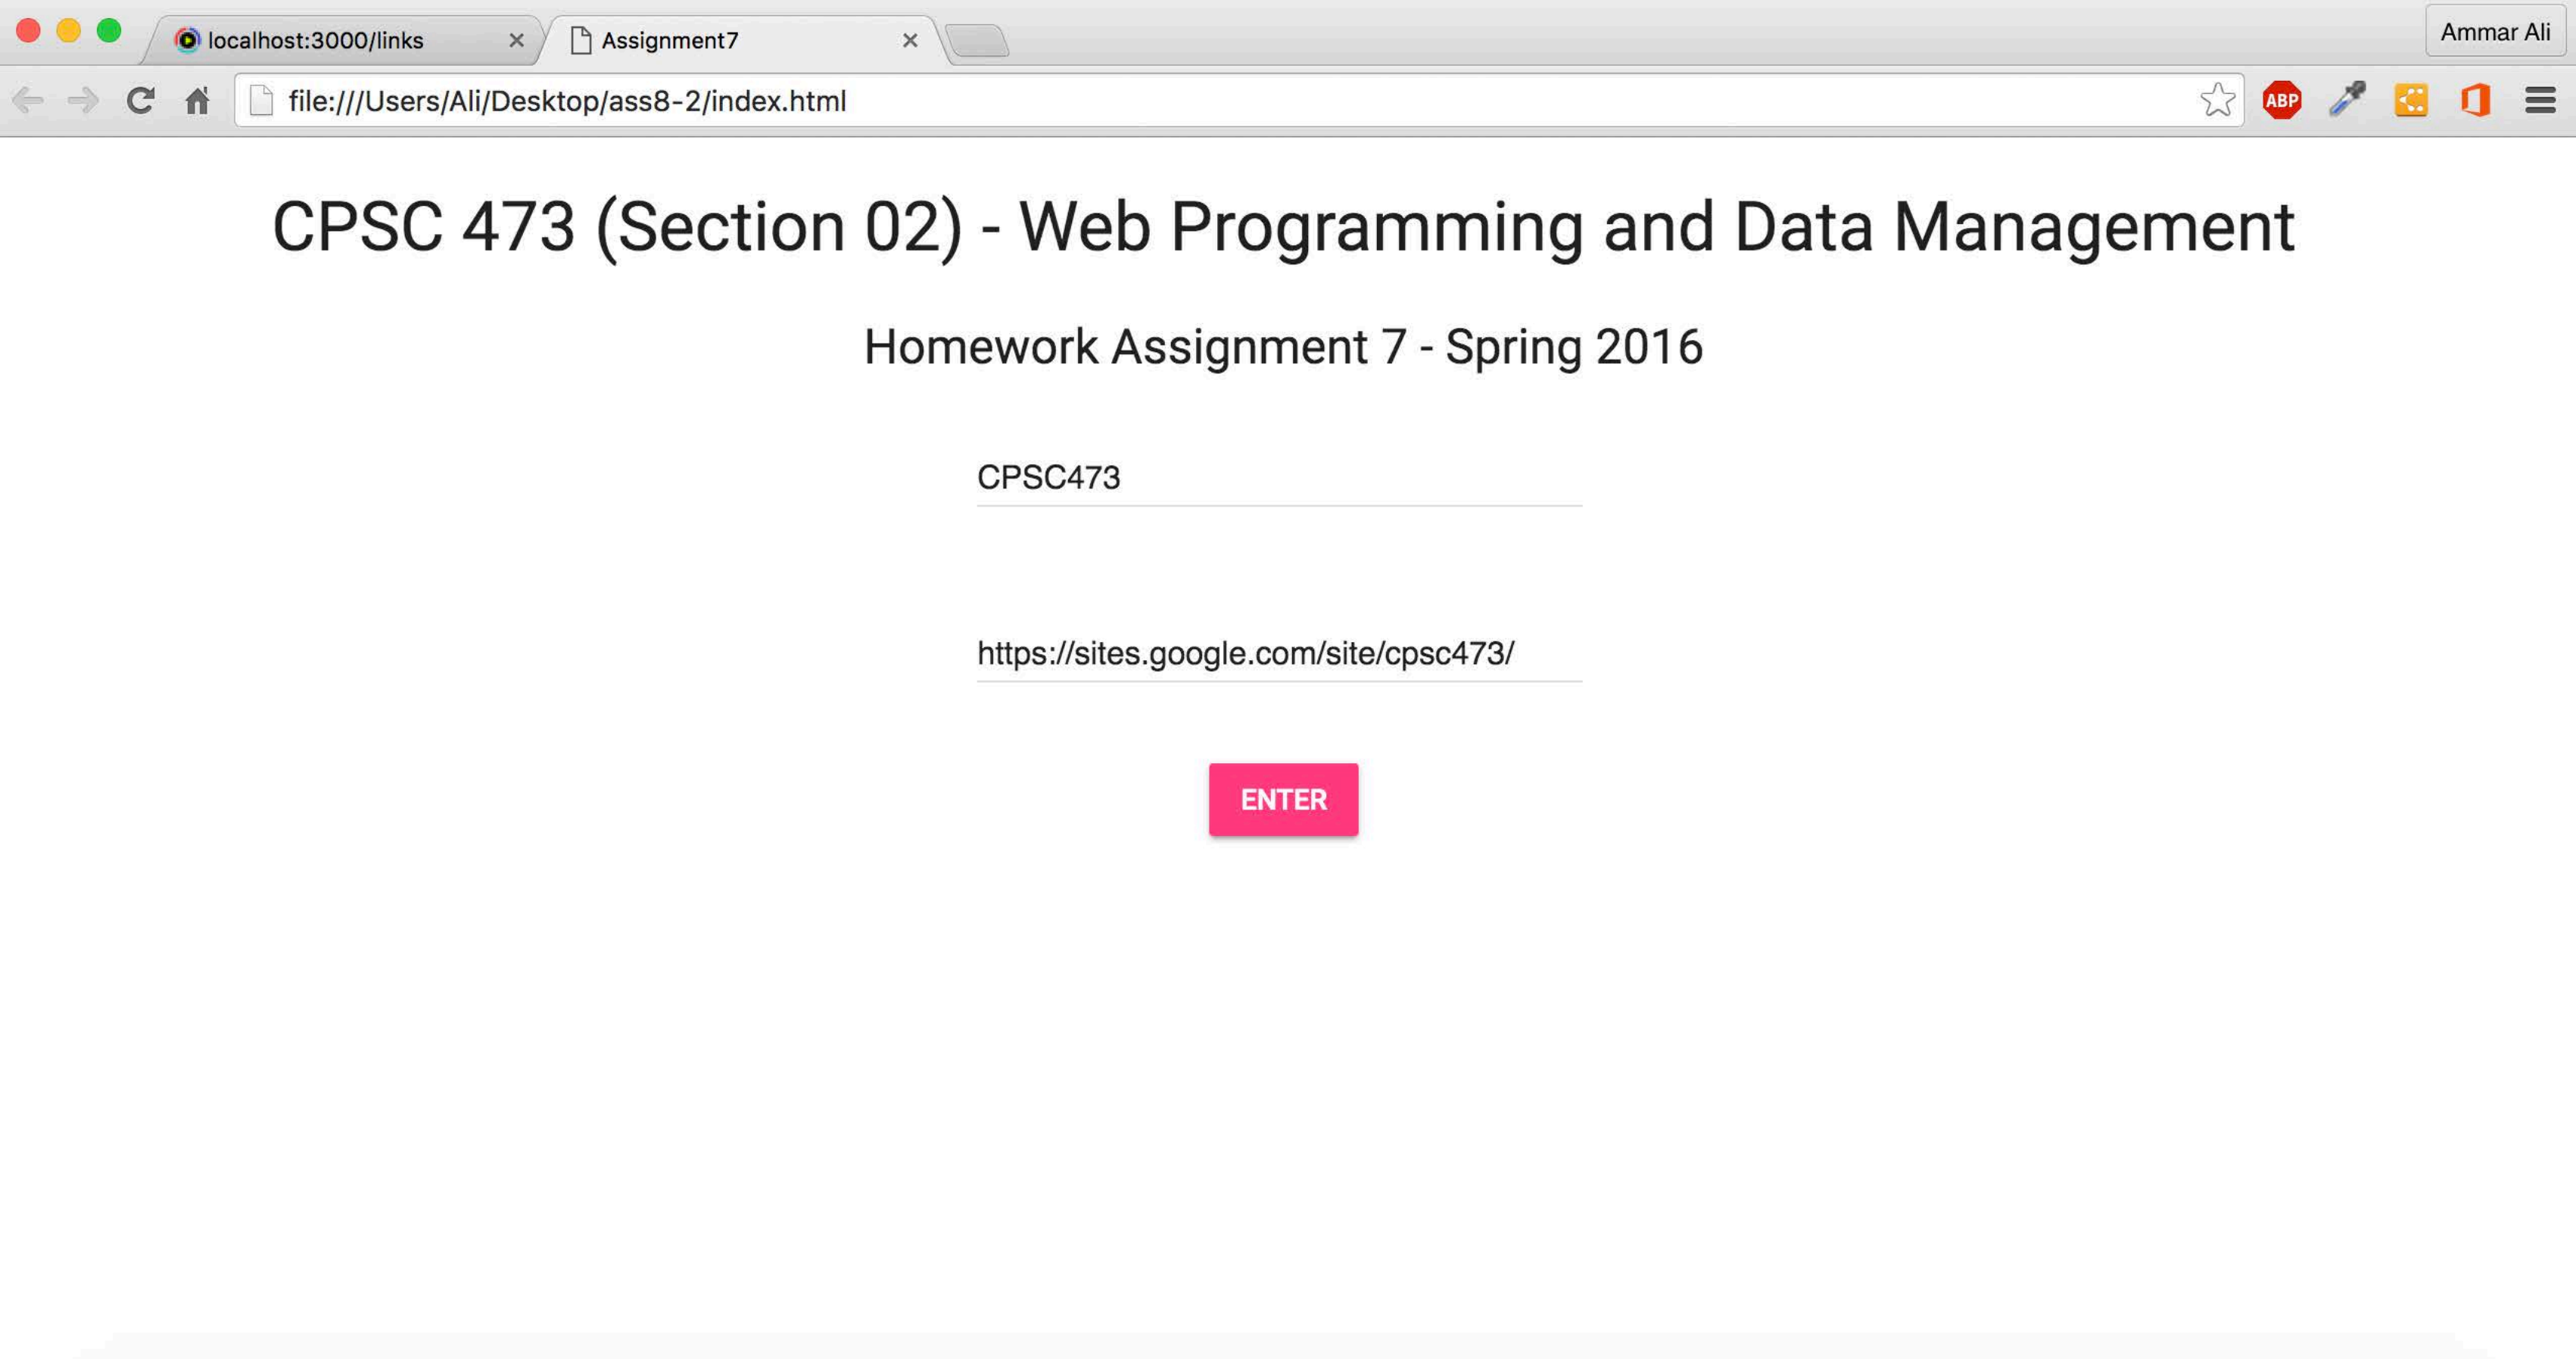 localhost:3000/links
Assignment7
Ammar Ali
file:///Users/Ali/Desktop/ass8-2/index.html
ABP
CPSC 473 (Section 02) - Web Programming and Data Management
Homework Assignment 7 - Spring 2016
CPSC473
https://sites.google.com/site/cpsc473/
ENTER